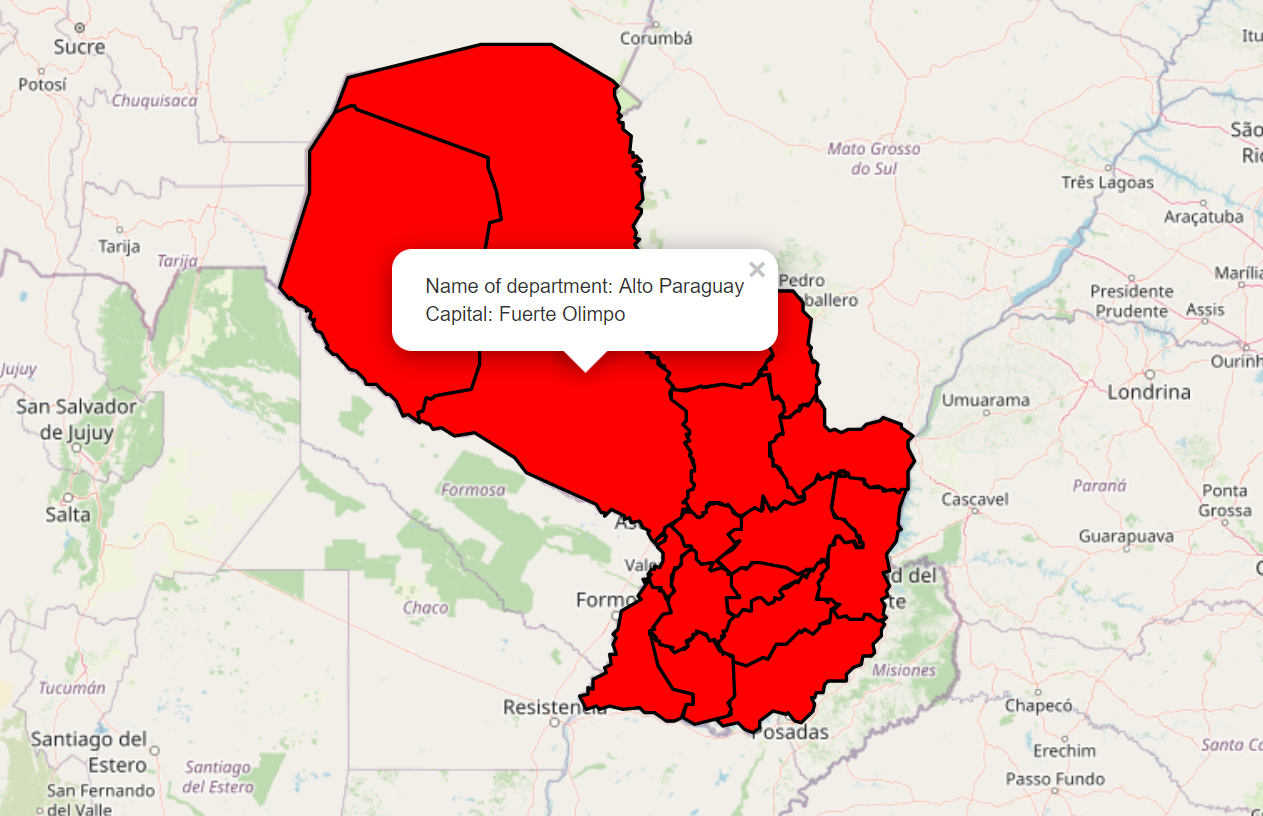 Sucre
Corumbá
Itu
Potosí
Chuquisaca
São
Ri
Mato Grosso
do Sul
Três Lagoas
Araçatuba
Tarija
Tarija
Name of department: Alto Paraguay
Capital: Fuerte Olimpo
×
Pedro
aballero
Marília
Presidente
Prudente
Assis
Jujuy
Ourinh
Londrina
Umuarama
San Salvador
de Jujuy
Formosa
Paraná
Cascavel
Ponta
Grossa
Salta
As
Guarapuava
Vale
d del
te
Formo
Chaco
Misiones
Tucumán
Resistencia
Chapecó
Posadas
Santiago del
Estero
Erechim
Santa Ca
Santiago
del Estero
Passo Fundo
San Fernando
del Valle